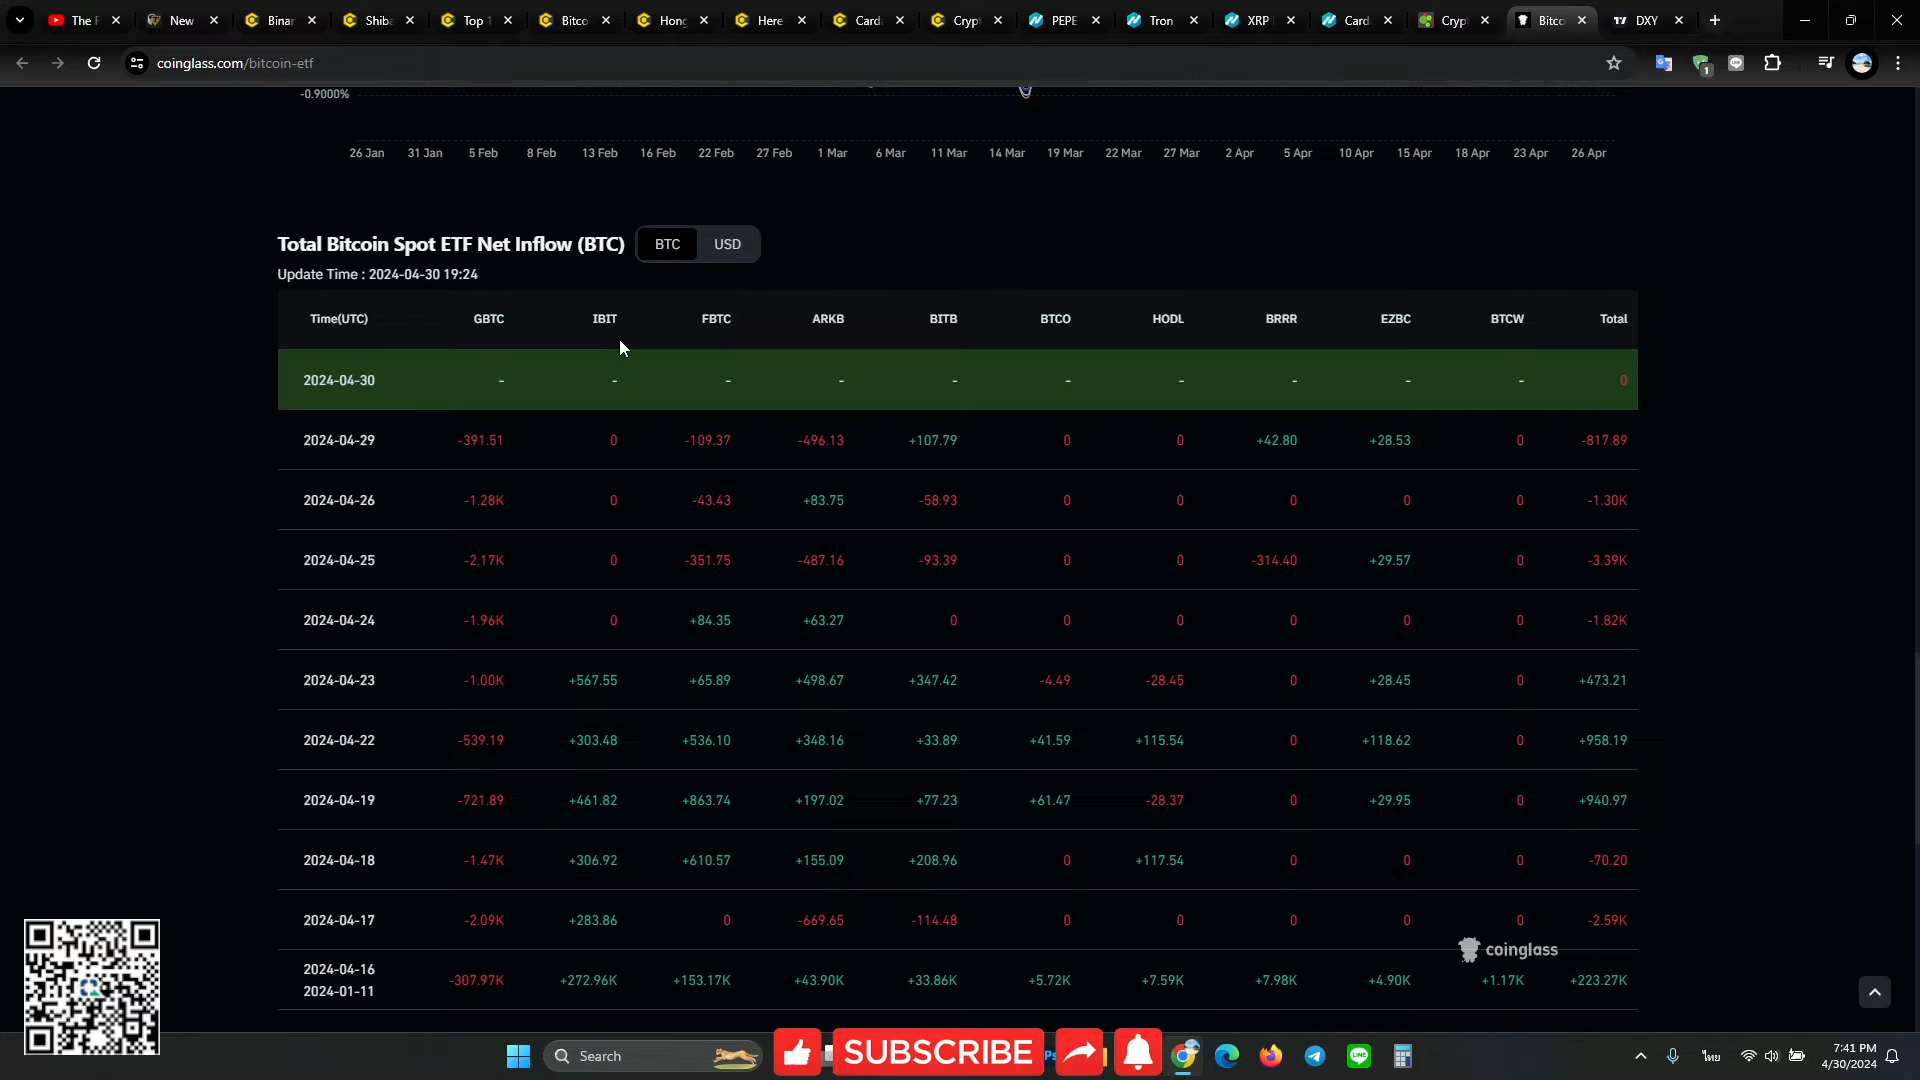 The F
New
Binar
Shiba
Top 1
Bitco
Hong
Here
Card
Crypt
PEPE
Tron
XRP
Card
Crypt
Bitco
DXY
coinglass.com/bitcoin-etf
1
-0.9000%
26 Jan 31 Jan 5 Feb 8 Feb 13 Feb 16 Feb 22 Feb 27 Feb 1 Mar 6 Mar 11 Mar 14 Mar 19 Mar 22 Mar 27 Mar 2 Apr 5 Apr 10 Apr 15 Apr 18 Apr 23 Apr 26 Apr
Total Bitcoin Spot ETF Net Inflow (BTC) BTC USD
Update Time : 2024-04-30 19:24
Time(UTC) GBTC IBIT FBTC ARKB BITB BTCO HODL BRRR EZBC BTCW Total
2024-04-30 - - - - - - - - - - 0
2024-04-29 -391.51 0 -109.37 -496.13 +107.79 0 0 +42.80 +28.53 0 -817.89
2024-04-26 -1.28K 0 -43.43 +83.75 -58.93 0 0 0 0 0 -1.30K
2024-04-25 -2.17K 0 -351.75 -487.16 -93.39 0 0 -314.40 +29.57 0 -3.39K
2024-04-24 -1.96K 0 +84.35 +63.27 0 0 0 0 0 0 -1.82K
2024-04-23 -1.00K +567.55 +65.89 +498.67 +347.42 -4.49 -28.45 0 +28.45 0 +473.21
2024-04-22 -539.19 +303.48 +536.10 +348.16 +33.89 +41.59 +115.54 0 +118.62 0 +958.19
2024-04-19 -721.89 +461.82 +863.74 +197.02 +77.23 +61.47 -28.37 0 +29.95 0 +940.97
2024-04-18 -1.47K +306.92 +610.57 +155.09 +208.96 0 +117.54 0 0 0 -70.20
2024-04-17 -2.09K +283.86 0 -669.65 -114.48 0 0 0 0 0 -2.59K
coinglass
2024-04-16
2024-01-11 -307.97K +272.96K +153.17K +43.90K +33.86K +5.72K +7.59K +7.98K +4.90K +1.17K +223.27K
Search
SUBSCRIBE
Ps
LINE
ไทย
7:41 PM
4/30/2024